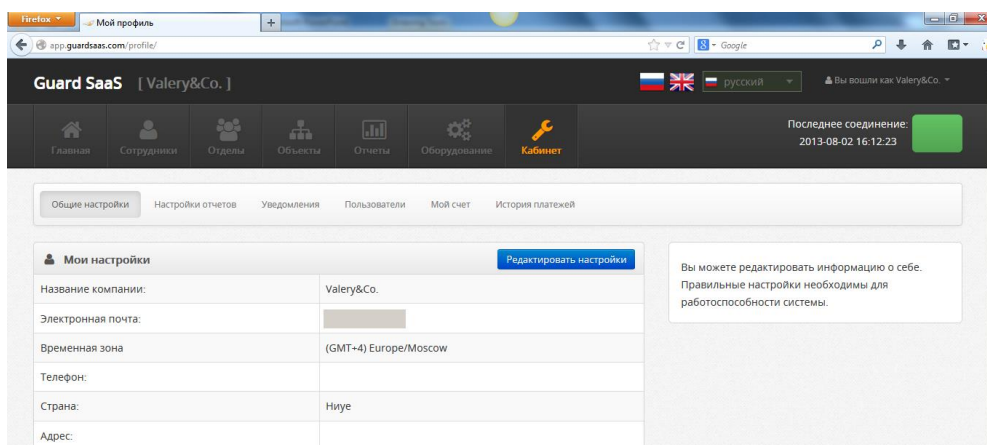 Firefox
Мой профиль
+
app.guardsaas.com/profile/
Google
Guard SaaS [ Valery&Co. ]
русский
Вы вошли как Valery&Co.
Главная
Сотрудники
Отделы
Объекты
Отчеты
Оборудование
Кабинет
Последнее соединение:
2013-08-02 16:12:23
Общие настройки
Настройки отчетов
Уведомления
Пользователи
Мой счет
История платежей
Мои настройки
Редактировать настройки
Название компании: Valery&Co.
Электронная почта:
Временная зона (GMT+4) Europe/Moscow
Телефон:
Страна: Ниуе
Адрес:
Вы можете редактировать информацию о себе.
Правильные настройки необходимы для
работоспособности системы.